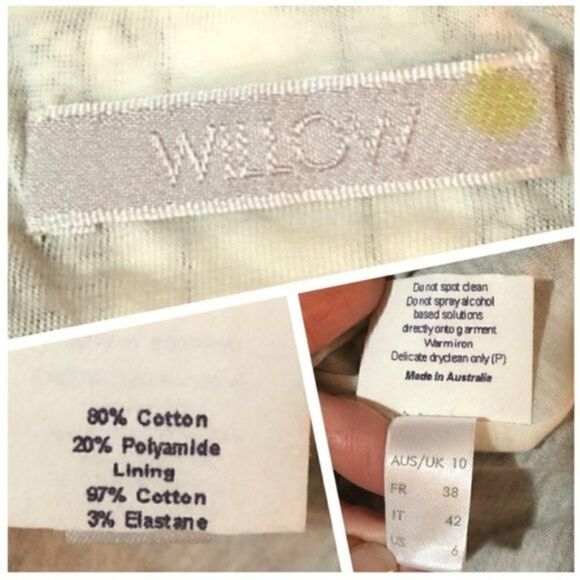 WILLOW
80% Cotton
20% Polyamide
Lining
97% Cotton
3% Elastane
Do not spot clean
Do not spray alcohol
based solutions
directly onto garment
Warm iron
Delicate dryclean only (P)
Made in Australia
AUS/UK 10
FR 38
IT 42
US 6